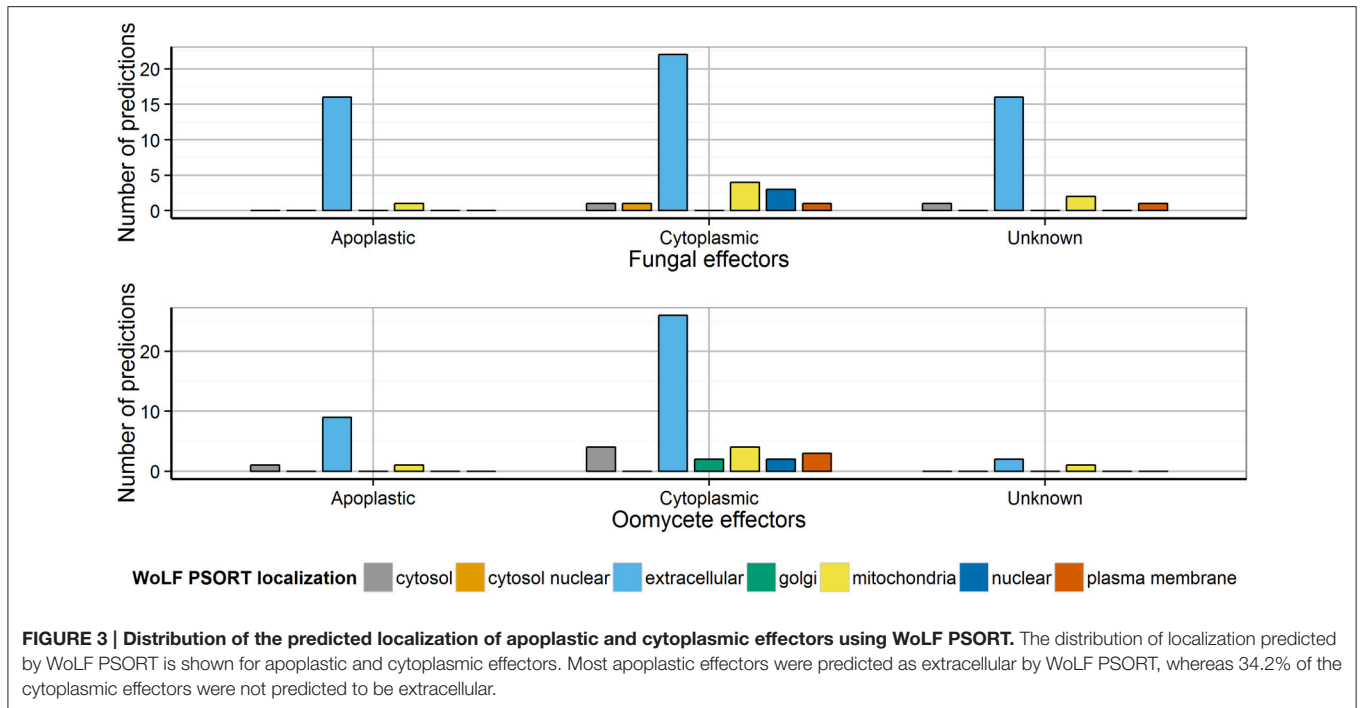 Number of predictions
20
15
10
5
0
Apoplastic Cytoplasmic Unknown
Fungal effectors
Number of predictions
20
10
0
Apoplastic Cytoplasmic Unknown
Oomycete effectors
WoLF PSORT localization cytosol cytosol nuclear extracellular golgi mitochondria nuclear plasma membrane
FIGURE 3 | Distribution of the predicted localization of apoplastic and cytoplasmic effectors using WoLF PSORT. The distribution of localization predicted
by WoLF PSORT is shown for apoplastic and cytoplasmic effectors. Most apoplastic effectors were predicted as extracellular by WoLF PSORT, whereas 34.2% of the
cytoplasmic effectors were not predicted to be extracellular.